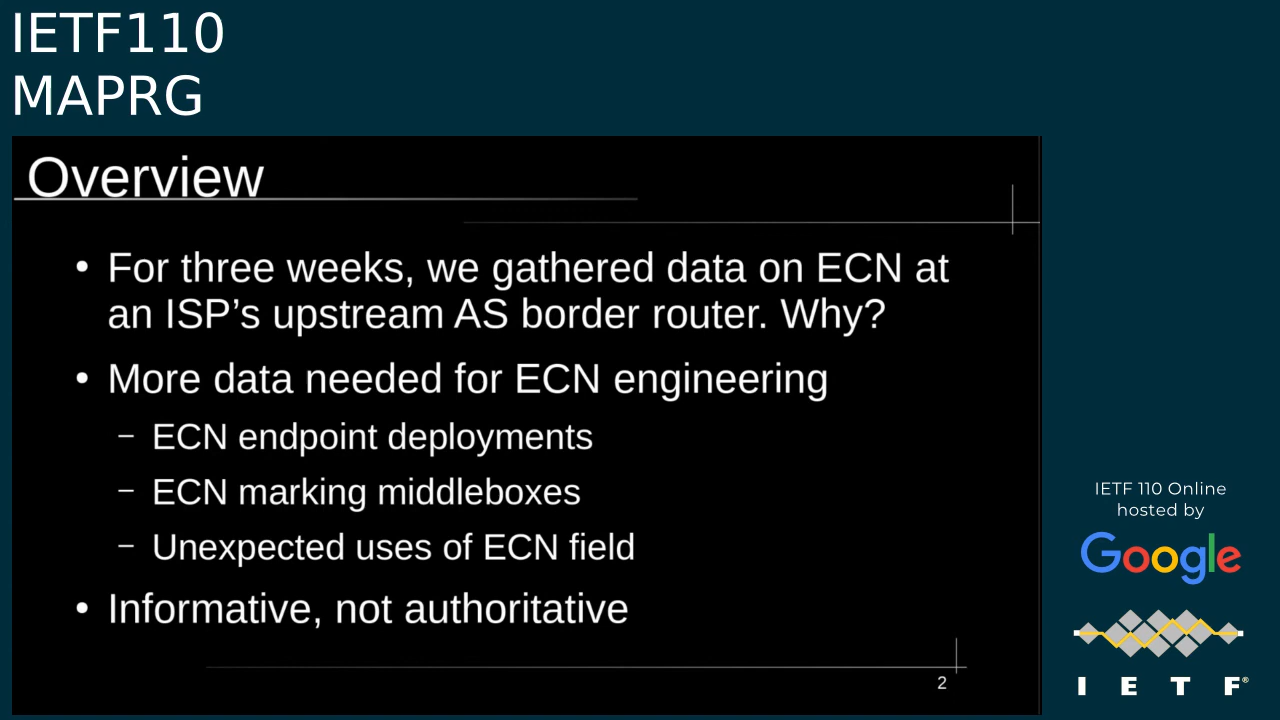 IETF110
MAPRG
Overview
• For three weeks, we gathered data on ECN at
an ISP’s upstream AS border router. Why?
• More data needed for ECN engineering
– ECN endpoint deployments
– ECN marking middleboxes
– Unexpected uses of ECN field
• Informative, not authoritative
2
IETF 110 Online
hosted by
Google
I E T F®